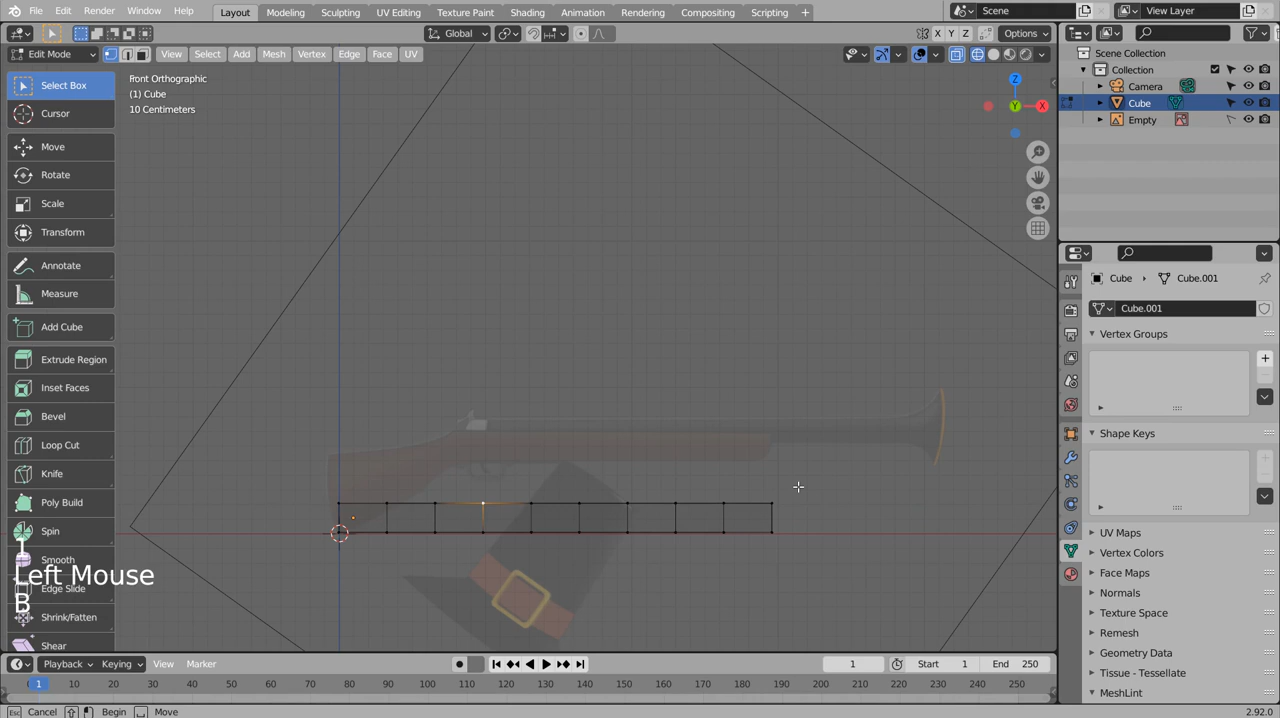 File Edit Render Window Help Layout Modeling Sculpting UV Editing Texture Paint Shading Animation Rendering Compositing Scripting + Scene View Layer
Global X Y Z Options
Edit Mode View Select Add Mesh Vertex Edge Face UV
Select Box
Cursor
Move
Rotate
Scale
Transform
Annotate
Measure
Add Cube
Extrude Region
Inset Faces
Bevel
Loop Cut
Knife
Poly Build
Spin
Smooth
Edge Slide
Shrink/Fatten
Shear
Front Orthographic
(1) Cube
10 Centimeters
Z
Y
X
Left Mouse
B
Scene Collection
Collection
Camera
Cube
Empty
Cube Cube.001
Cube.001
Vertex Groups
Shape Keys
UV Maps
Vertex Colors
Face Maps
Normals
Texture Space
Remesh
Geometry Data
Tissue - Tessellate
MeshLint
Playback Keying View Marker 1 Start 1 End 250
1 10 20 30 40 50 60 70 80 90 100 110 120 130 140 150 160 170 180 190 200 210 220 230 240 250
Esc Cancel Begin Move 2.92.0